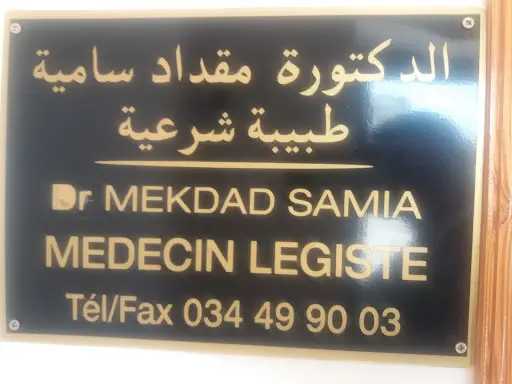 الدكتورة مقداد سامية
طبيبة شرعية
Dr MEKDAD SAMIA
MEDECIN LEGISTE
Tél/Fax 034 49 90 03